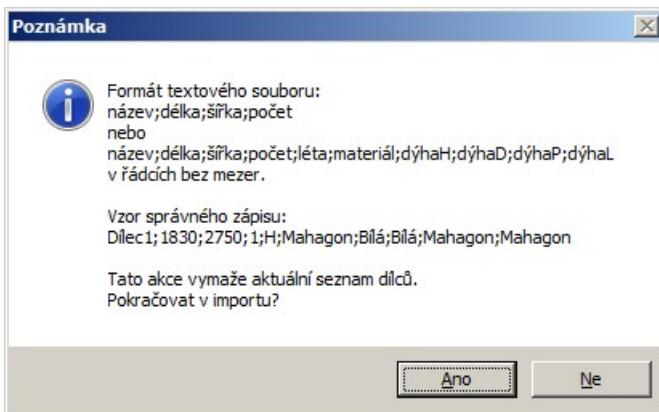 Poznámka
Formát textového souboru:
název;délka;šířka;počet
nebo
název;délka;šířka;počet;léta;materiál;dýhaH;dýhaD;dýhaP;dýhaL
v řádcích bez mezer.
Vzor správného zápisu:
Dílec1;1830;2750;1;H;Mahagon;Bílá;Bílá;Mahagon;Mahagon
Tato akce vymaže aktuální seznam dílců.
Pokračovat v importu?
Ano Ne